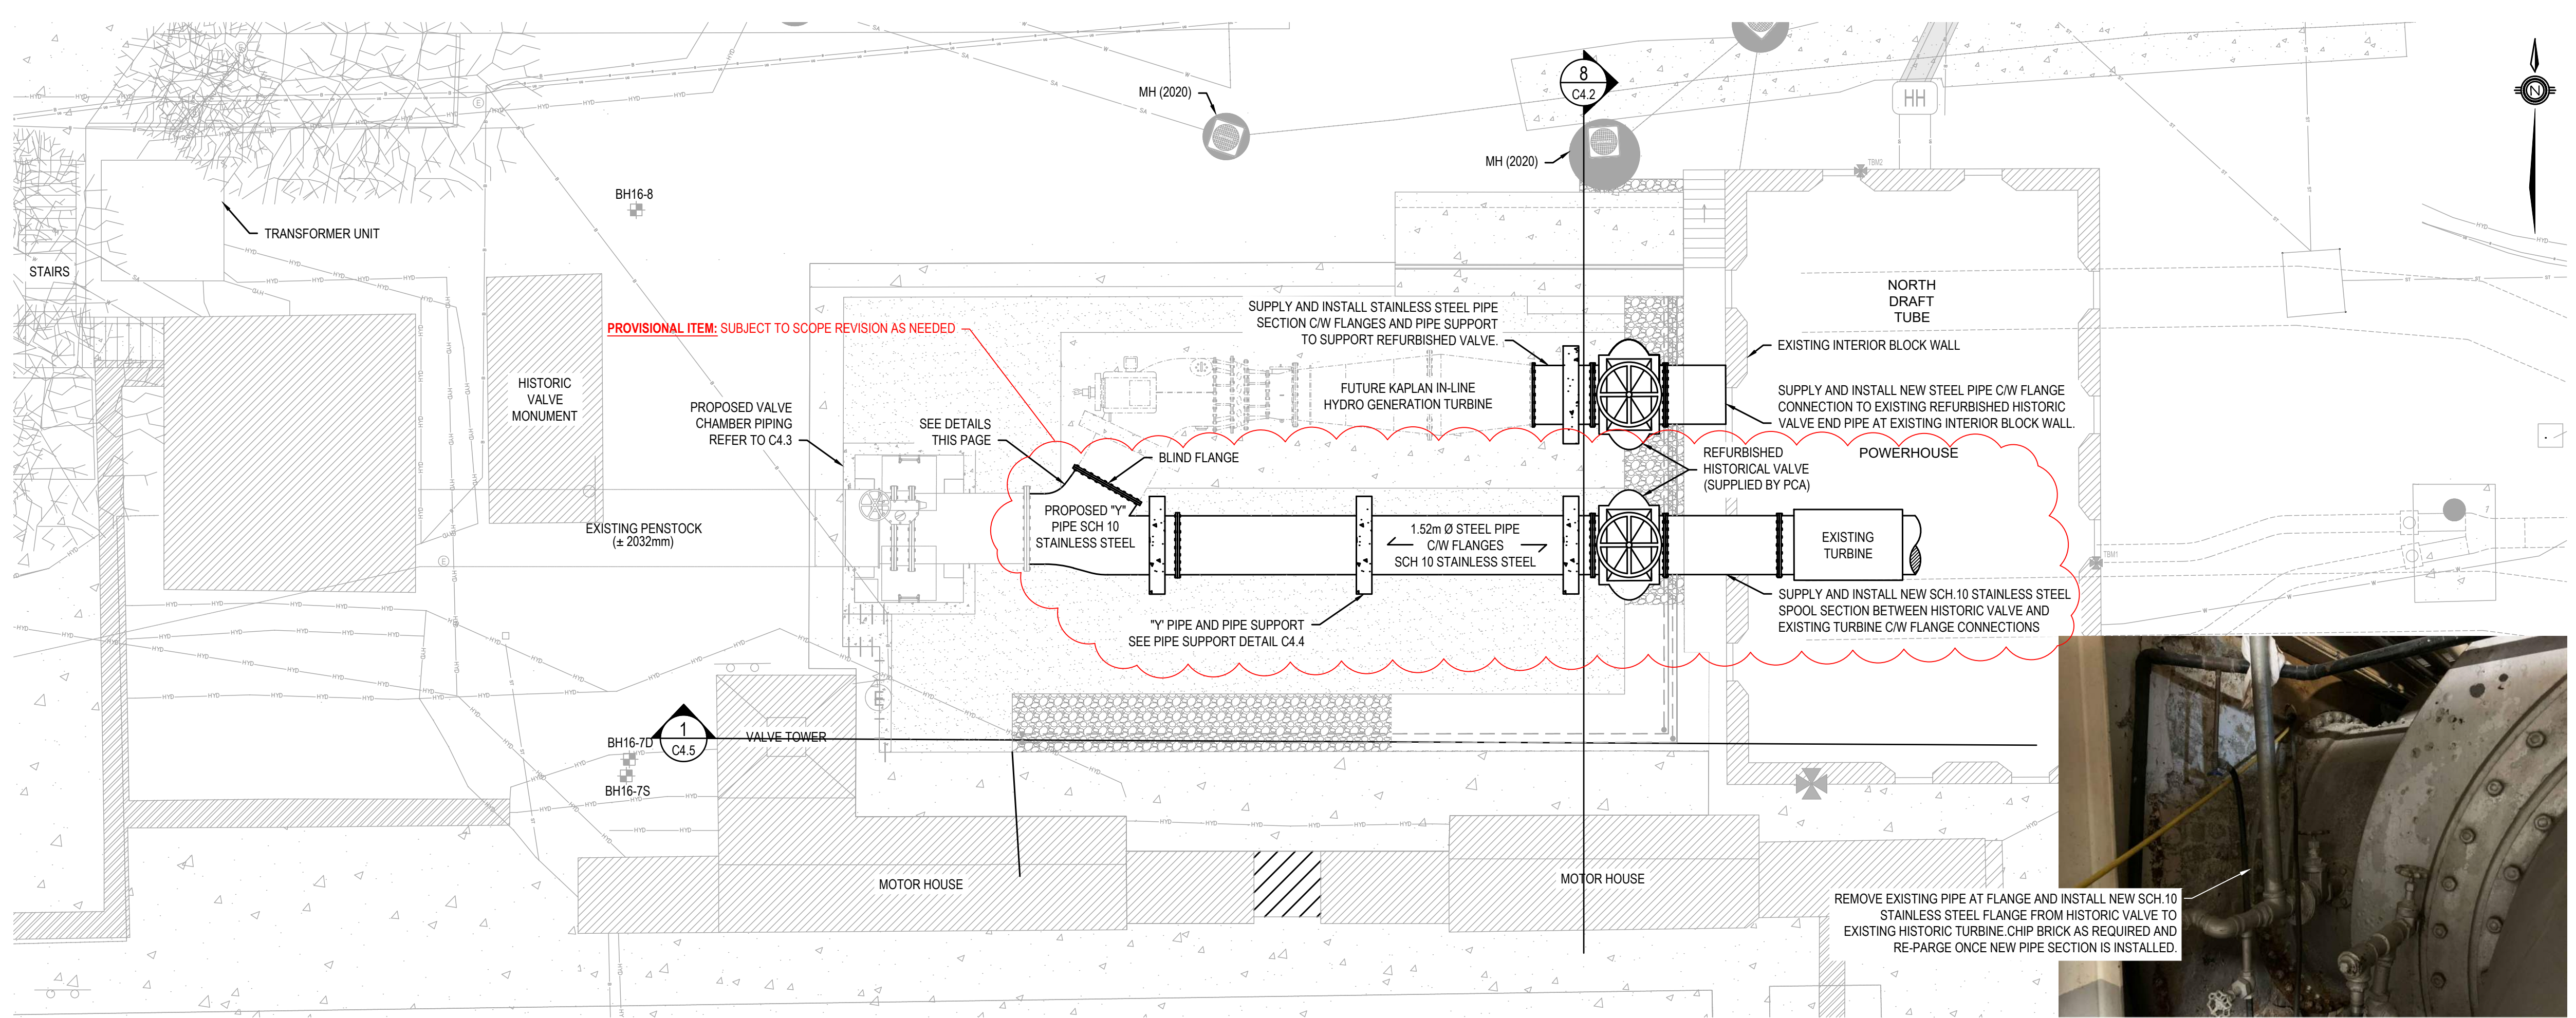 MH (2020)
8
C4.2
HH
N
TBM2
MH (2020)
BH16-8
TRANSFORMER UNIT
STAIRS
NORTH
DRAFT
TUBE
SUPPLY AND INSTALL STAINLESS STEEL PIPE
SECTION C/W FLANGES AND PIPE SUPPORT
TO SUPPORT REFURBISHED VALVE.
PROVISIONAL ITEM: SUBJECT TO SCOPE REVISION AS NEEDED
EXISTING INTERIOR BLOCK WALL
HISTORIC
VALVE
MONUMENT
FUTURE KAPLAN IN-LINE
HYDRO GENERATION TURBINE
SUPPLY AND INSTALL NEW STEEL PIPE C/W FLANGE
CONNECTION TO EXISTING REFURBISHED HISTORIC
VALVE END PIPE AT EXISTING INTERIOR BLOCK WALL.
PROPOSED VALVE
CHAMBER PIPING
REFER TO C4.3
SEE DETAILS
THIS PAGE
BLIND FLANGE
REFURBISHED
HISTORICAL VALVE
(SUPPLIED BY PCA)
POWERHOUSE
PROPOSED "Y"
PIPE SCH 10
STAINLESS STEEL
EXISTING PENSTOCK
(± 2032mm)
1.52m Ø STEEL PIPE
C/W FLANGES
SCH 10 STAINLESS STEEL
EXISTING
TURBINE
TBM1
7
E
E
E
SUPPLY AND INSTALL NEW SCH.10 STAINLESS STEEL
SPOOL SECTION BETWEEN HISTORIC VALVE AND
EXISTING TURBINE C/W FLANGE CONNECTIONS
"Y' PIPE AND PIPE SUPPORT
SEE PIPE SUPPORT DETAIL C4.4
1
C4.5
VALVE TOWER
BH16-7D
BH16-7S
MOTOR HOUSE
MOTOR HOUSE
REMOVE EXISTING PIPE AT FLANGE AND INSTALL NEW SCH.10
STAINLESS STEEL FLANGE FROM HISTORIC VALVE TO
EXISTING HISTORIC TURBINE.CHIP BRICK AS REQUIRED AND
RE-PARGE ONCE NEW PIPE SECTION IS INSTALLED.